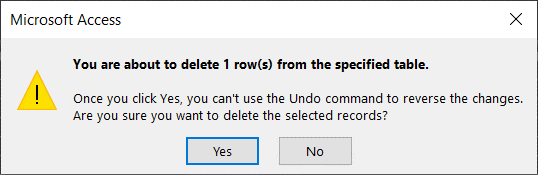 Microsoft Access
You are about to delete 1 row(s) from the specified table.
Once you click Yes, you can't use the Undo command to reverse the changes.
Are you sure you want to delete the selected records?
Yes No